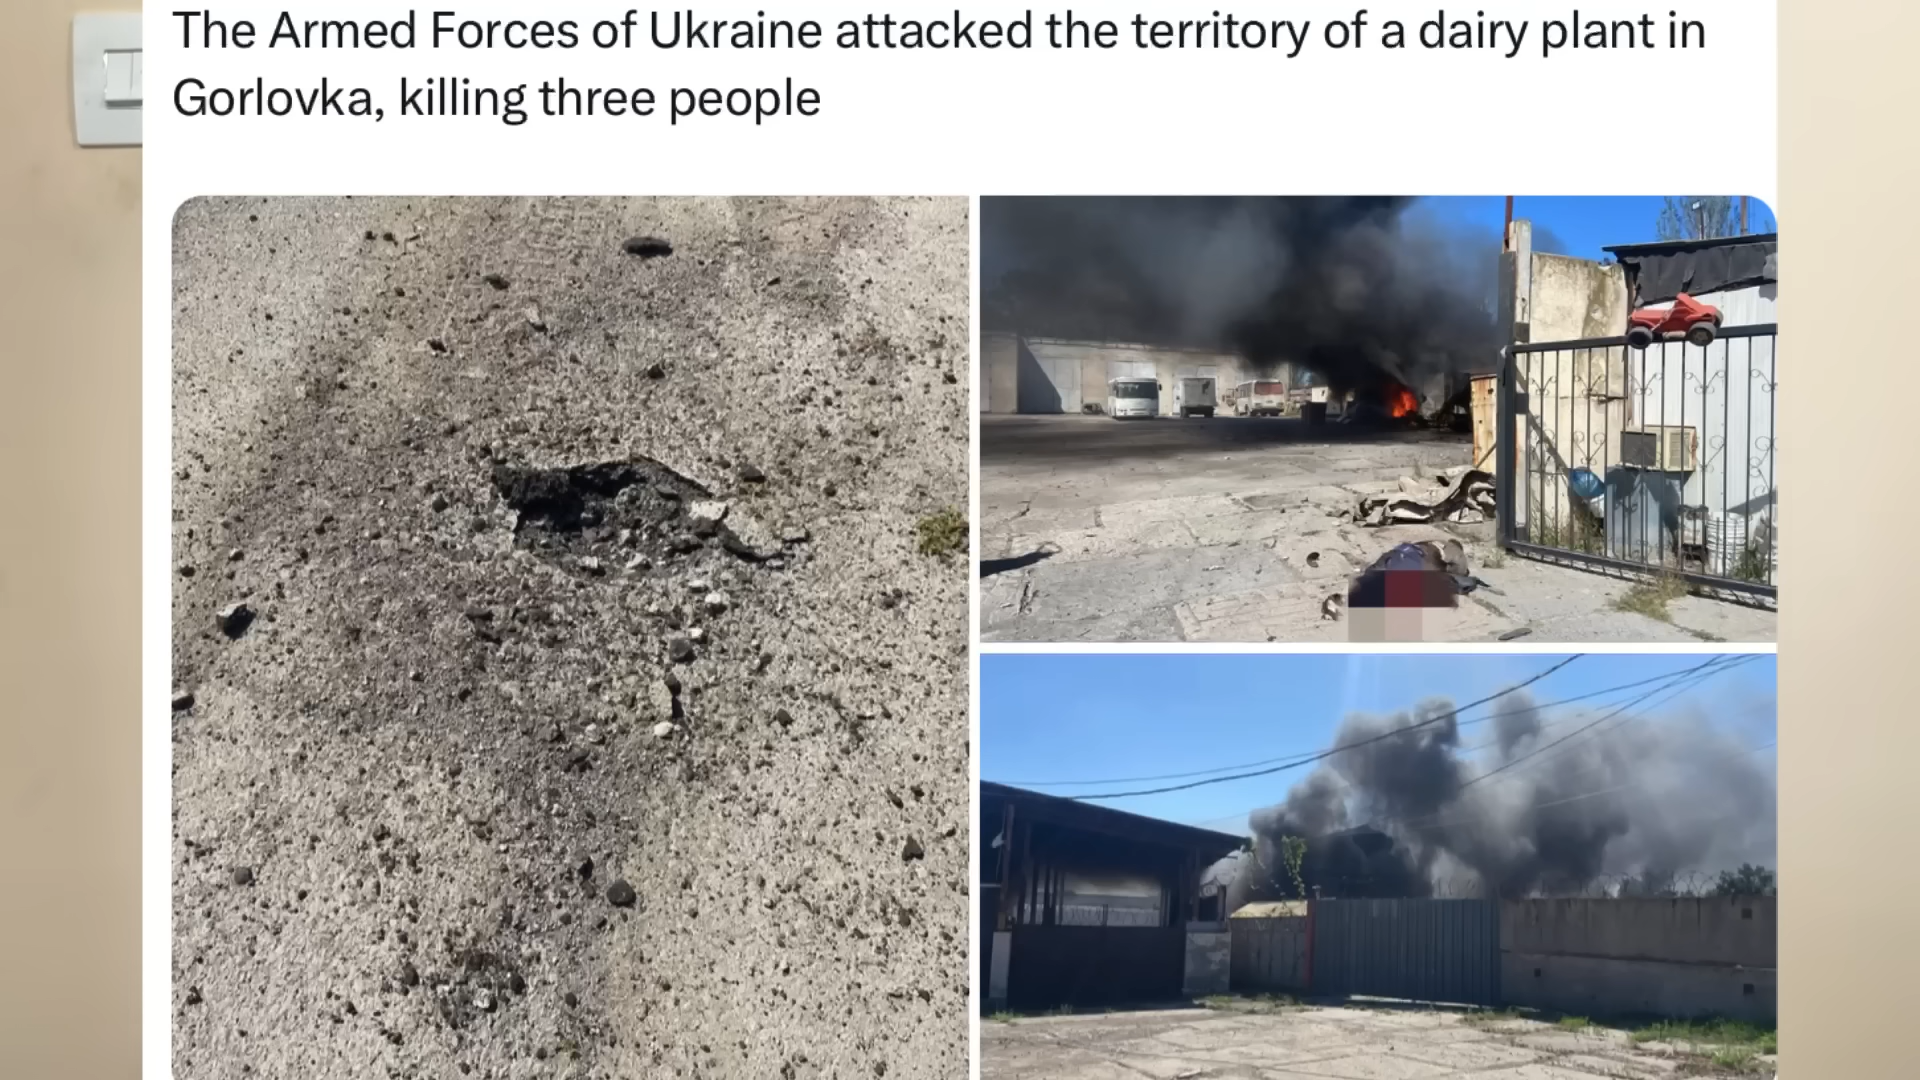 The Armed Forces of Ukraine attacked the territory of a dairy plant in
Gorlovka, killing three people